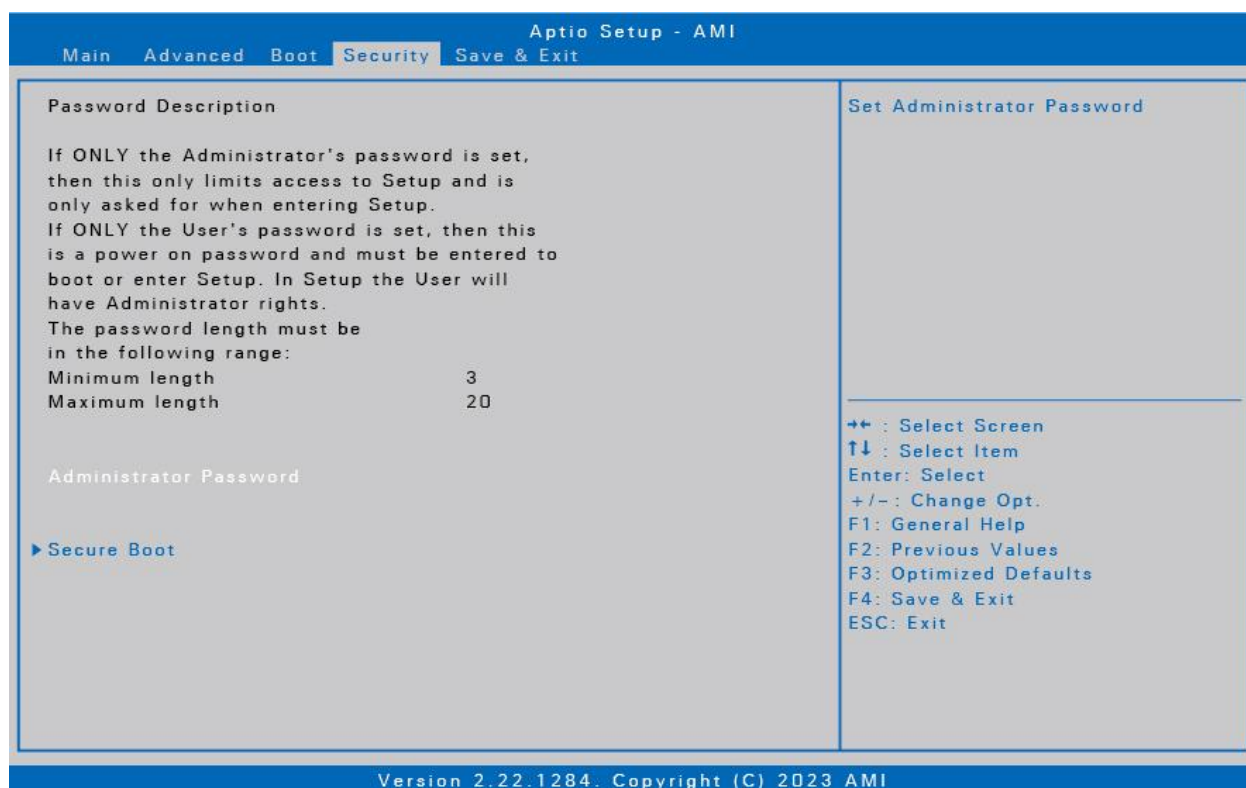 Aptio Setup - AMI
Main Advanced Boot Security Save & Exit
Password Description
If ONLY the Administrator's password is set,
then this only limits access to Setup and is
only asked for when entering Setup.
If ONLY the User's password is set, then this
is a power on password and must be entered to
boot or enter Setup. In Setup the User will
have Administrator rights.
The password length must be
in the following range:
Minimum length 3
Maximum length 20
Administrator Password
Secure Boot
Set Administrator Password
→← : Select Screen
↑↓ : Select Item
Enter: Select
+/-: Change Opt.
F1: General Help
F2: Previous Values
F3: Optimized Defaults
F4: Save & Exit
ESC: Exit
Version 2.22.1284. Copyright (C) 2023 AMI